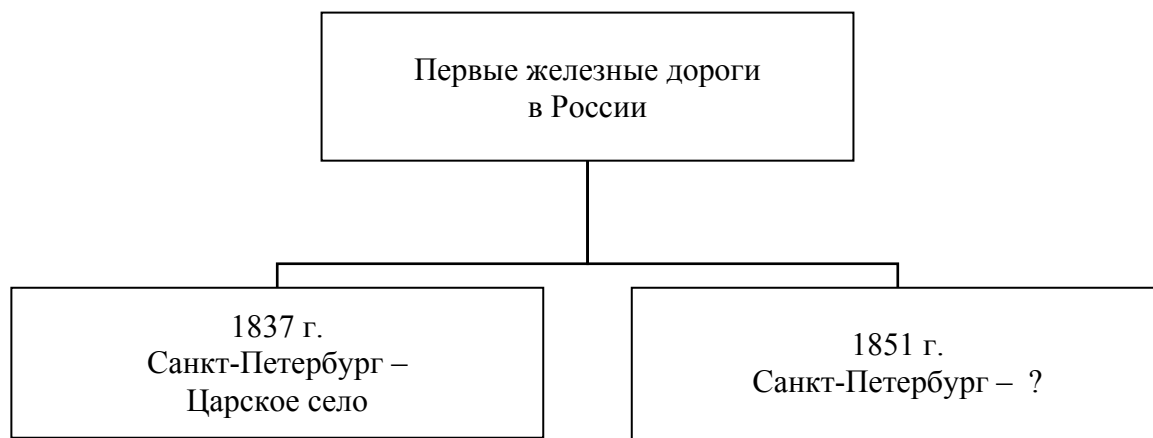 Первые железные дороги
в России
1837 г.
Санкт-Петербург –
Царское село
1851 г.
Санкт-Петербург – ?